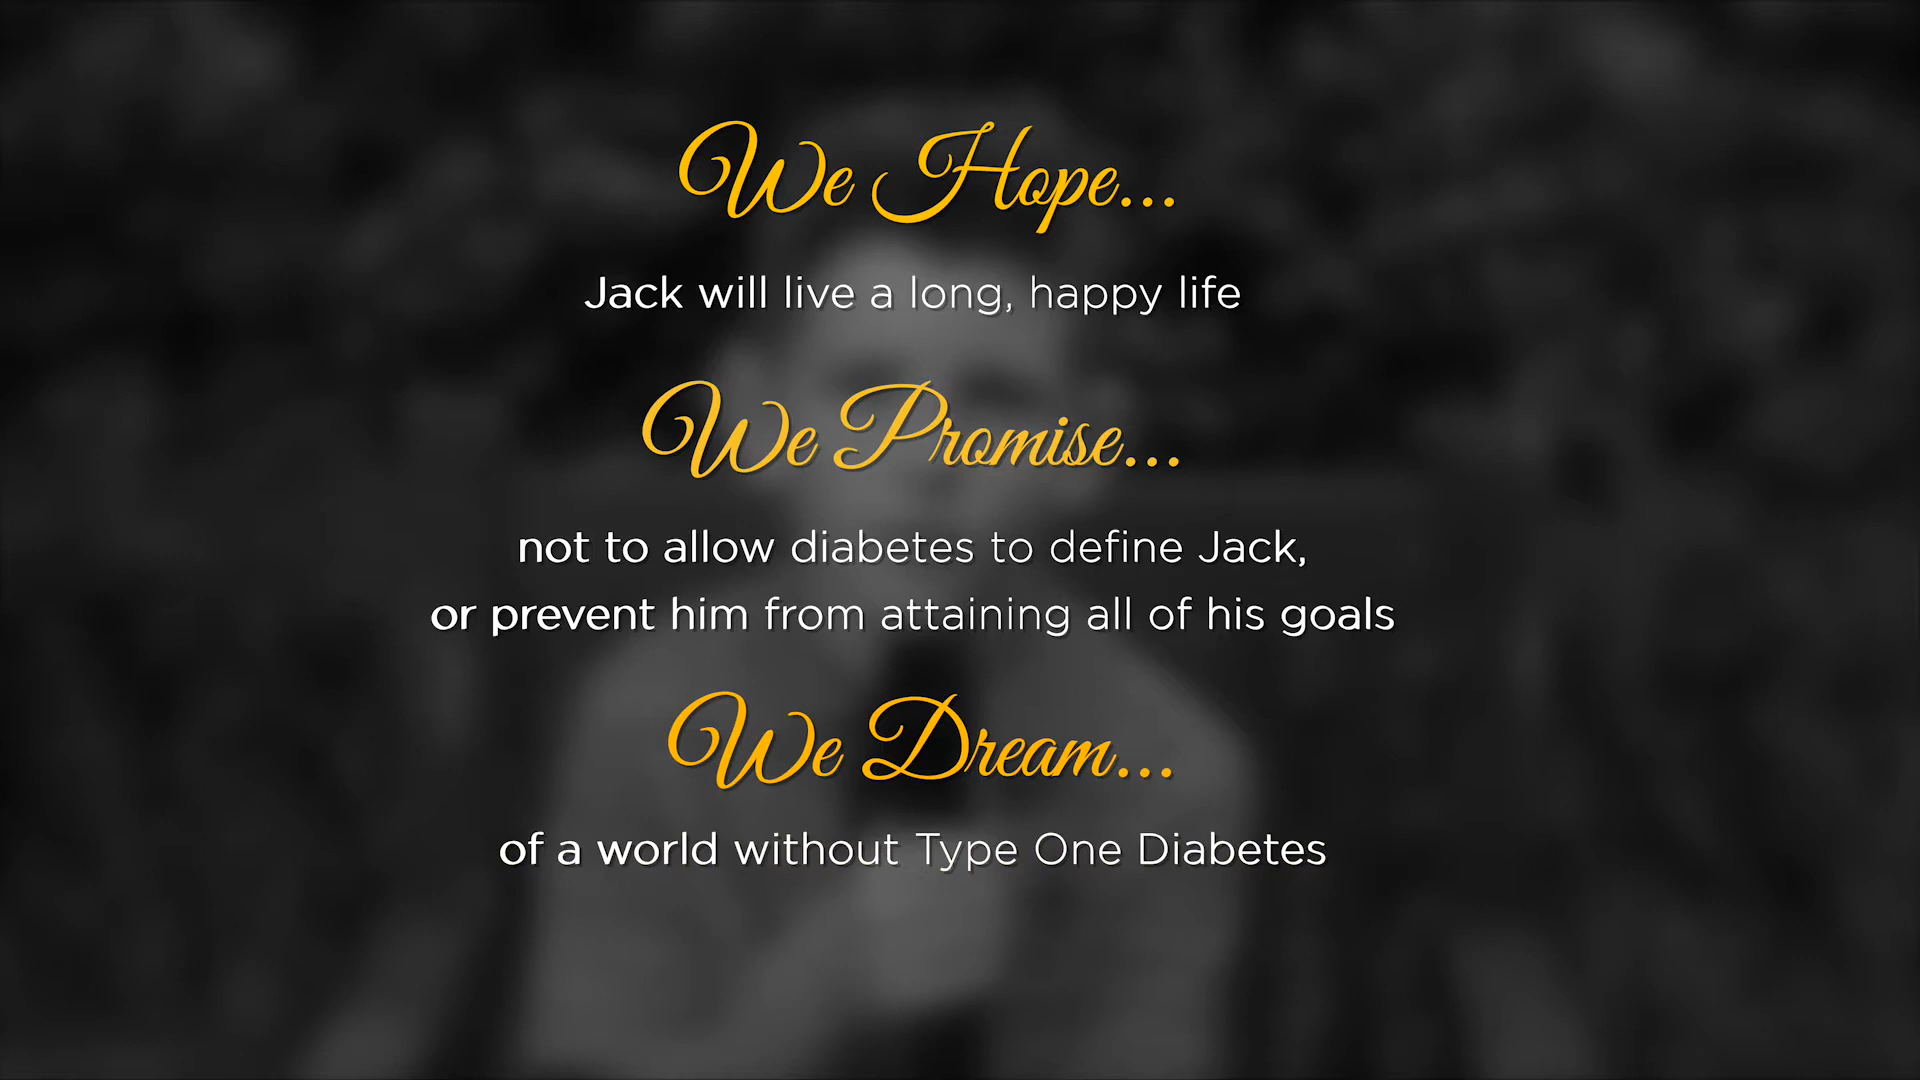 We Hope...
Jack will live a long, happy life
We Promise...
not to allow diabetes to define Jack,
or prevent him from attaining all of his goals
We Dream...
of a world without Type One Diabetes